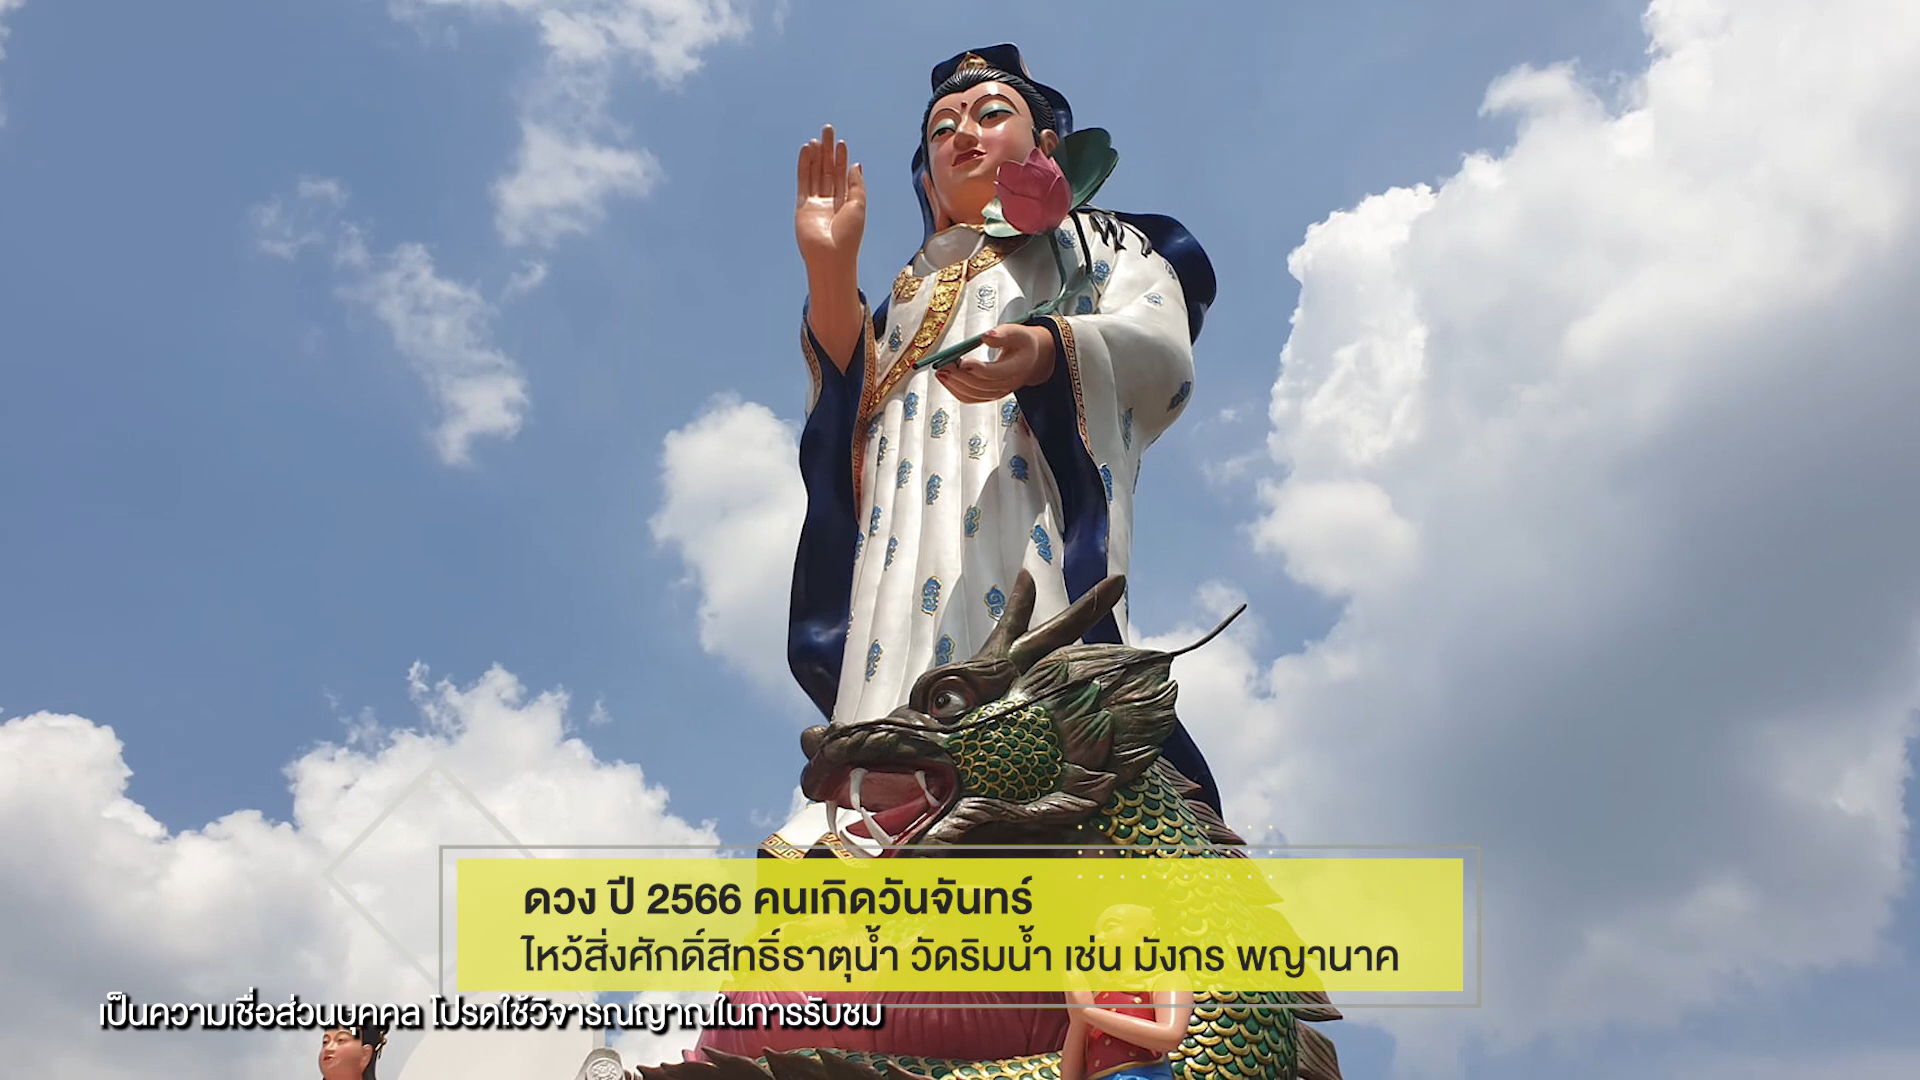 ดวง ปี 2566 คนเกิดวันจันทร์
ไหว้สิ่งศักดิ์สิทธิ์ธาตุน้ำ วัดริมน้ำ เช่น มังกร พญานาค
เป็นความเชื่อส่วนบุคคล โปรดใช้วิจารณญาณในการรับชม